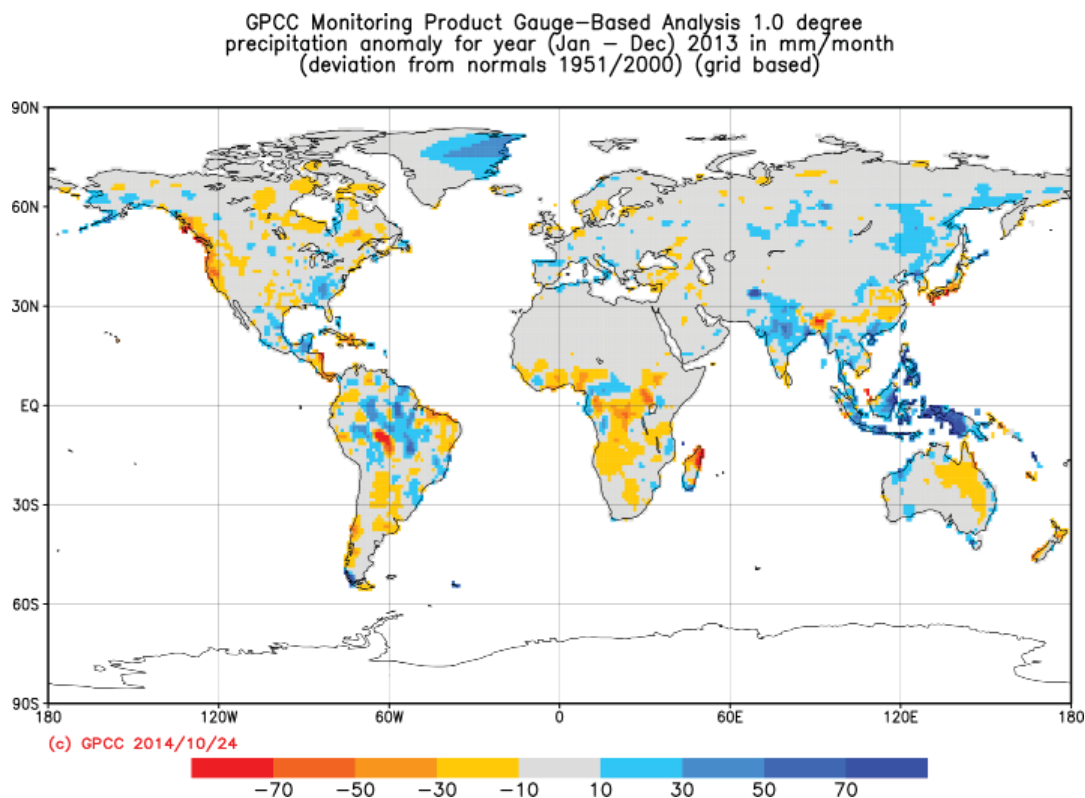 GPCC Monitoring Product Gauge-Based Analysis 1.0 degree
precipitation anomaly for year (Jan – Dec) 2013 in mm/month
(deviation from normals 1951/2000) (grid based)
90N
60N
30N
EQ
30S
60S
90S
180 120W 60W 0 60E 120E 180
(c) GPCC 2014/10/24
−70 −50 −30 −10 10 30 50 70